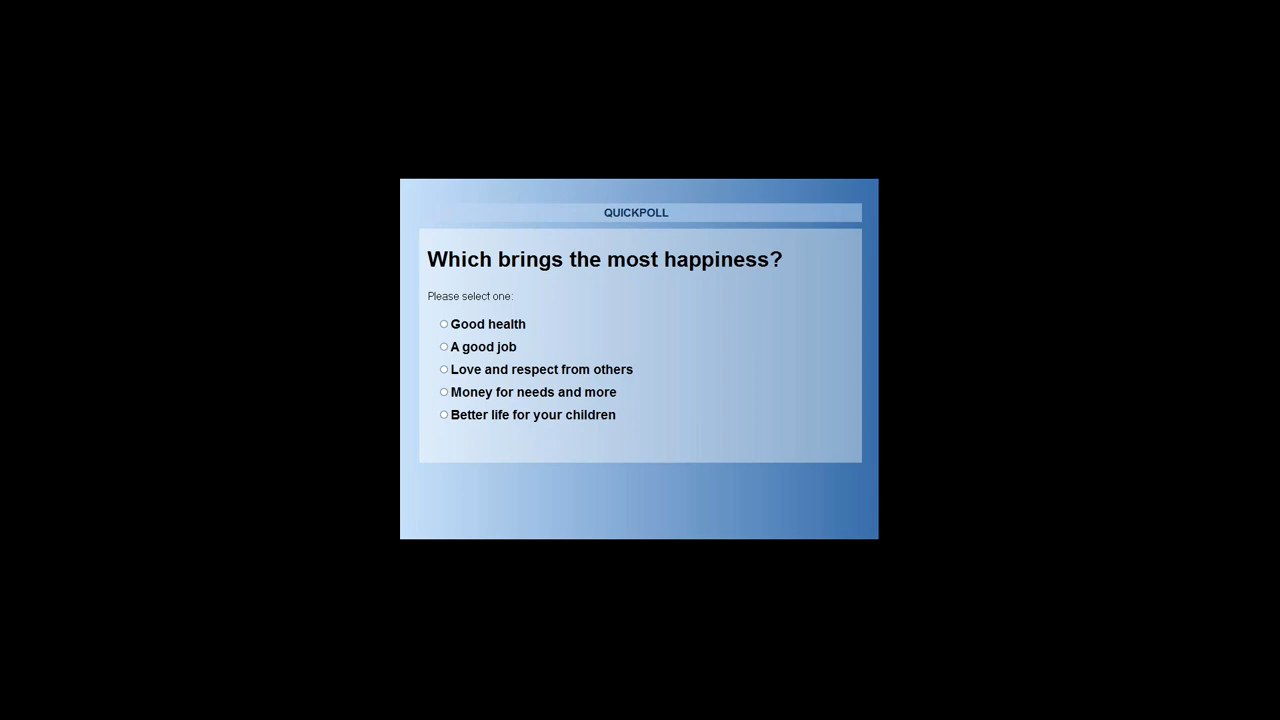 QUICKPOLL
Which brings the most happiness?
Please select one:
Good health
A good job
Love and respect from others
Money for needs and more
Better life for your children